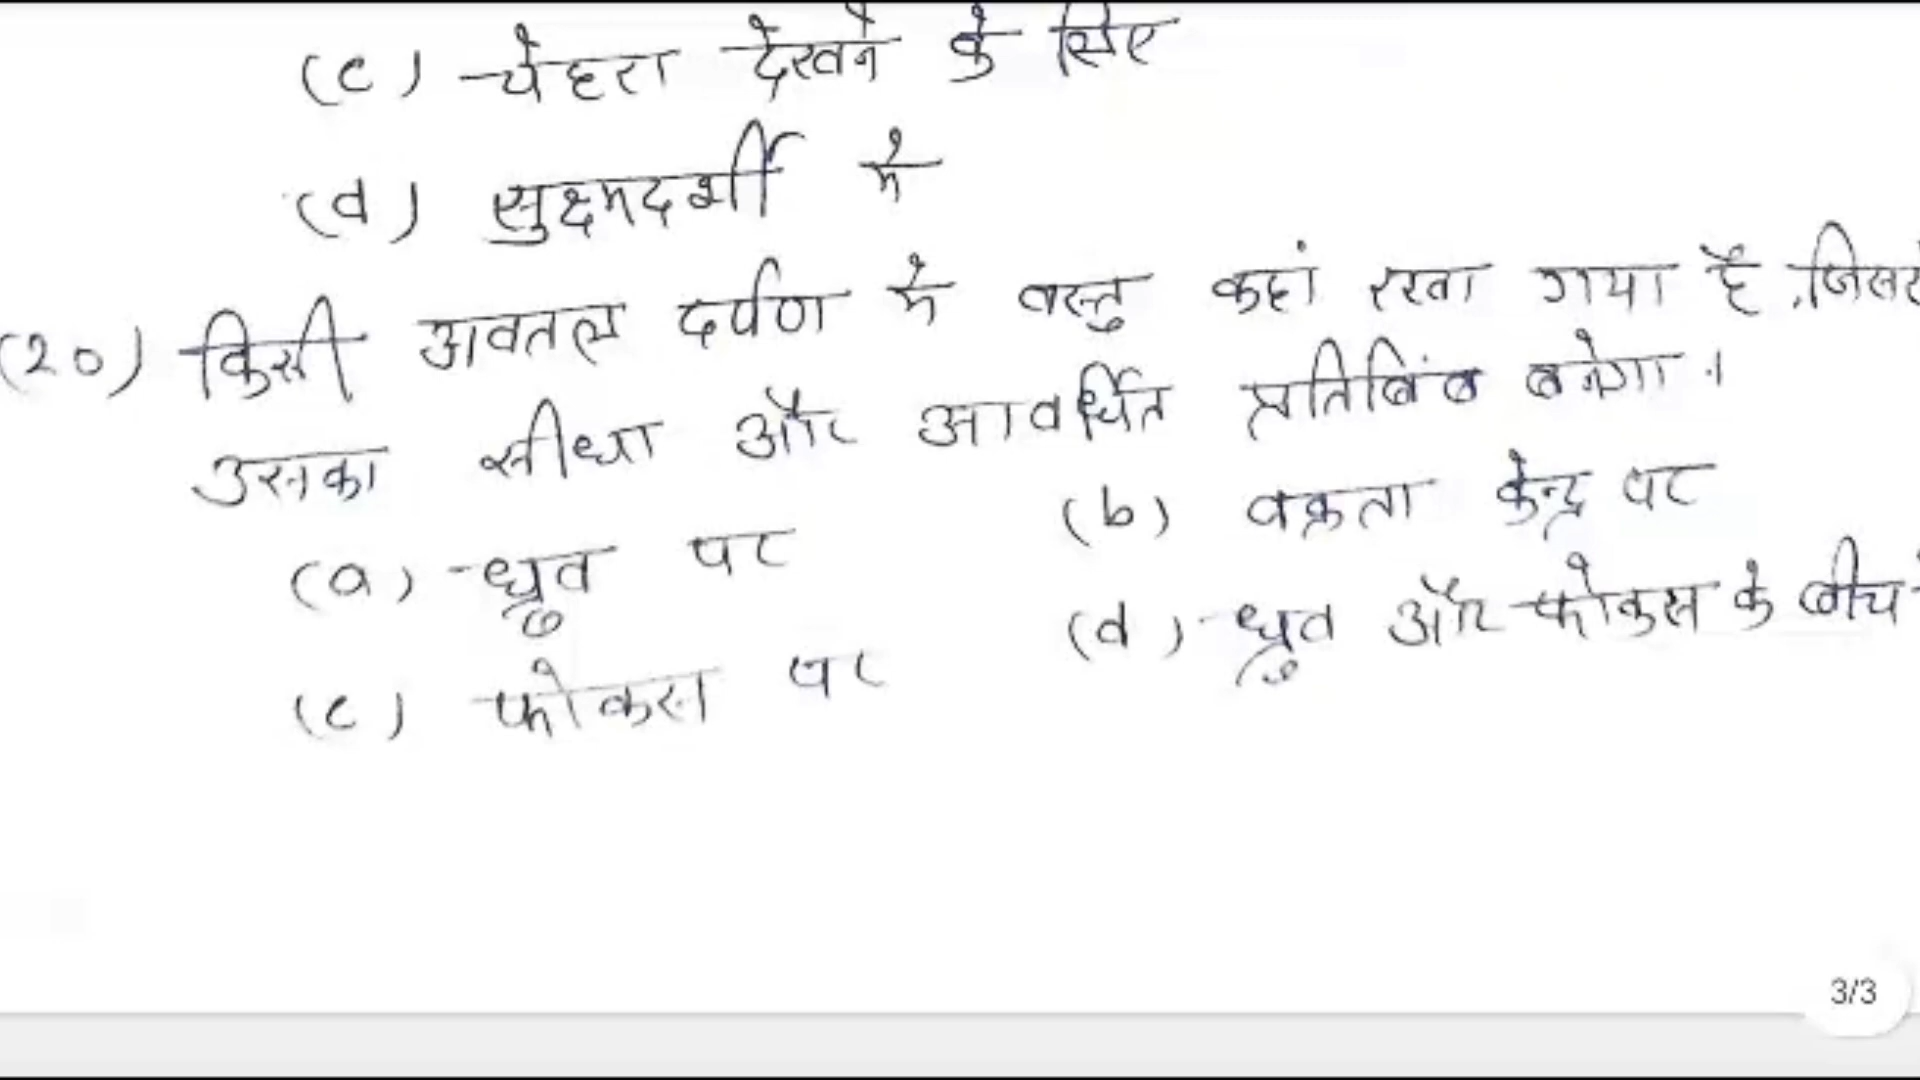 (c) चेहरा देखने के लिए
(d) सुक्ष्मदर्शी मे
(20) किसी अवतल दर्पण मे वस्तु कहां रखा गया है, जिससे
उसका सीधा और आवर्धित प्रतिबिंब बनेगा।
(a) ध्रुव पर (b) वक्रता केन्द्र पर
(c) फोकस पर (d) ध्रुव और फोकुस के बीच
3/3